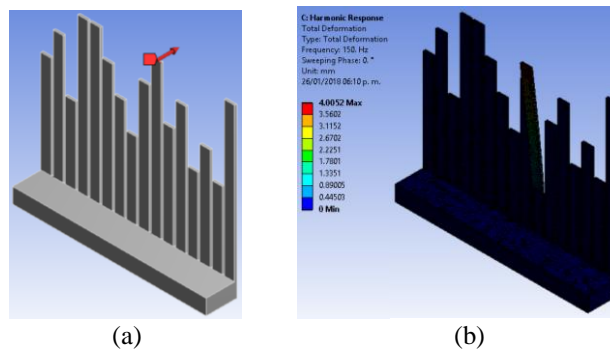 C: Harmonic Response
Total Deformation
Type: Total Deformation
Frequency: 150, Hz
Sweeping Phase: 0, °
Unit: mm
26/01/2018 06:10 p. m.
4.0052 Max
3.5602
3.1152
2.6702
2.2251
1.7801
1.3351
0.89005
0.44503
0 Min
(a)
(b)